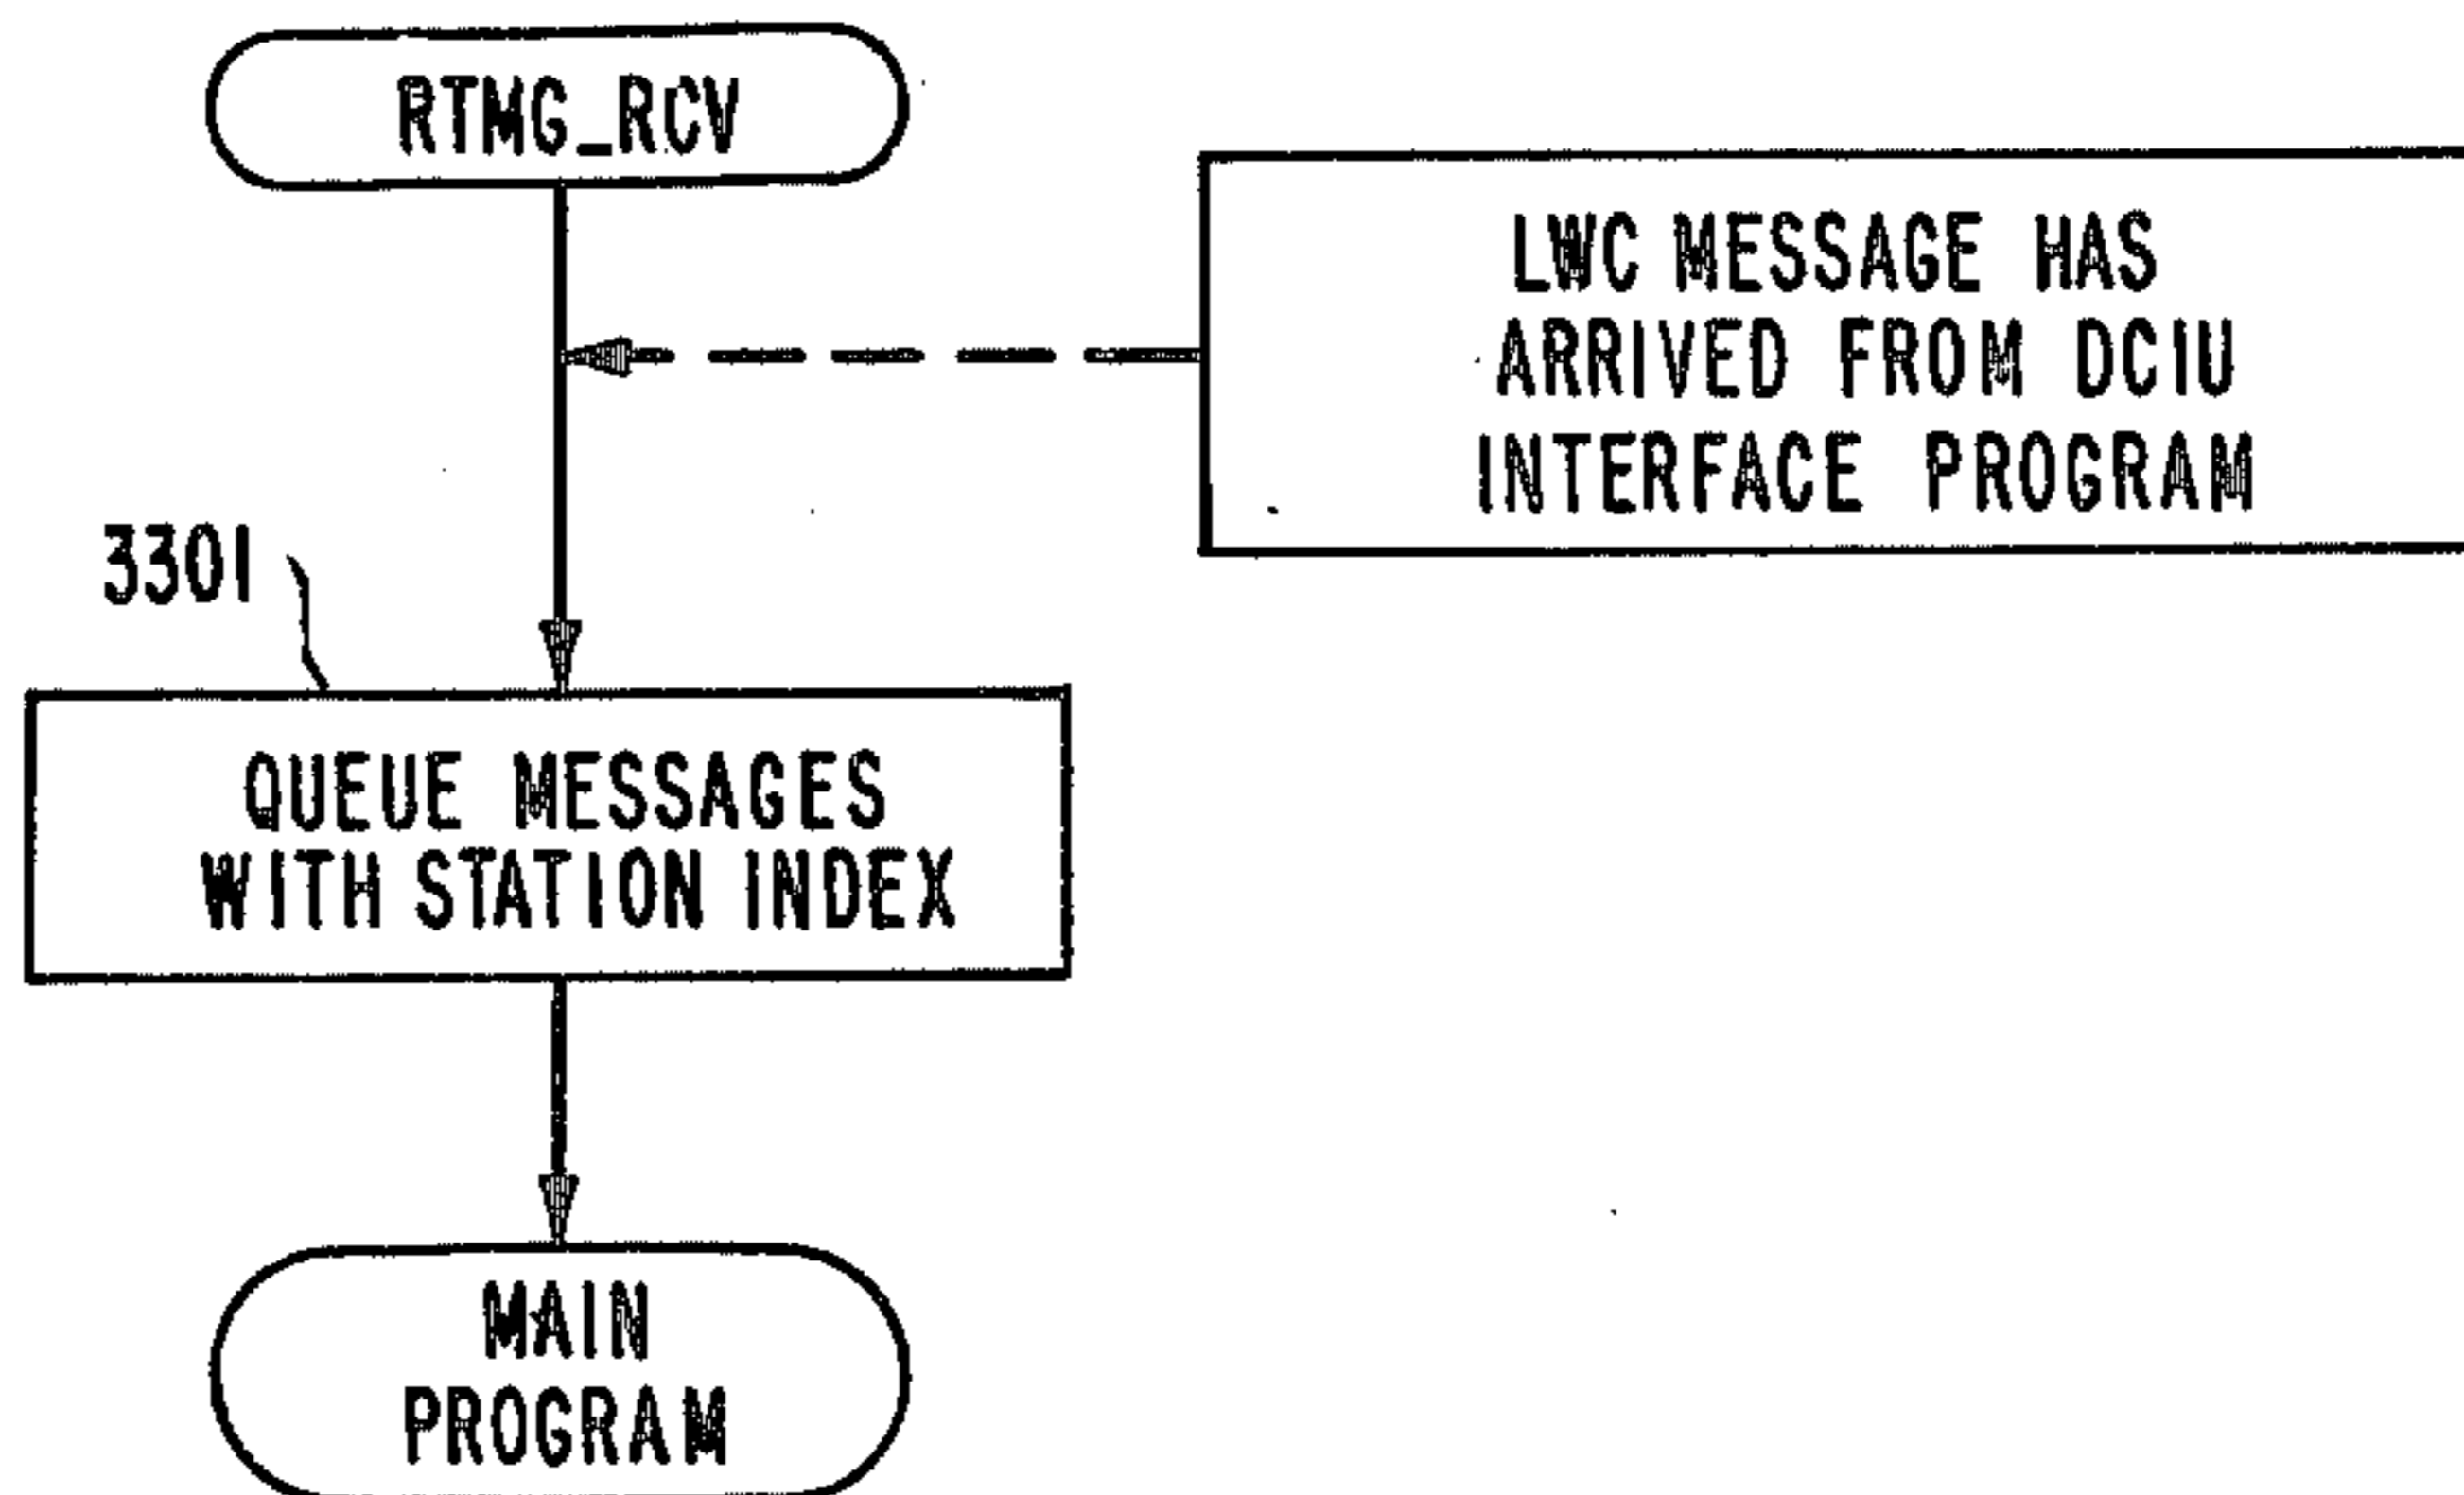 RTMG_RCV
LWC MESSAGE HAS
ARRIVED FROM DCIU
INTERFACE PROGRAM
3301
QUEUE MESSAGES
WITH STATION INDEX
MAIN
PROGRAM